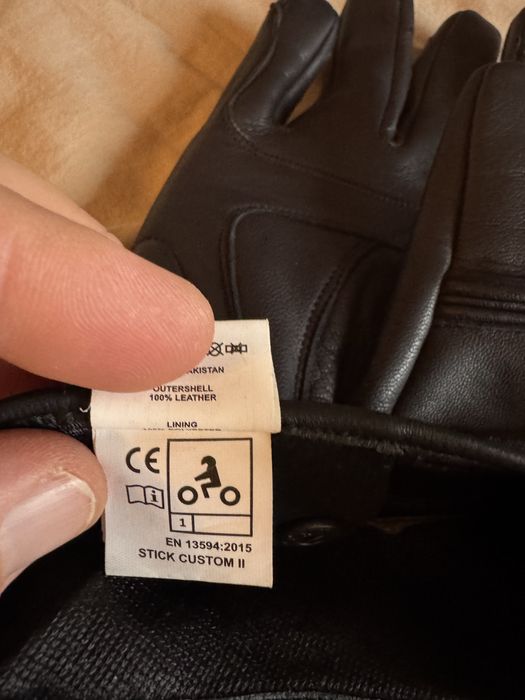 AKISTAN
OUTERSHELL
100% LEATHER
LINING
CE
i
1
EN 13594:2015
STICK CUSTOM II